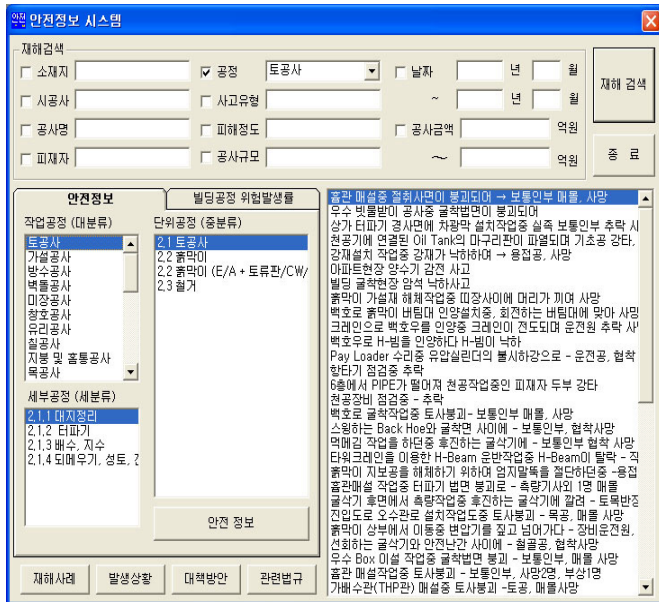 안전정보 시스템
재해검색
소재지 공정 토공사 날짜 년 월
시공사 사고유형 ~ 년 월
공사명 피해정도 공사금액 억원
피재자 공사규모 ~ 억원
재해 검색
종 료
안전정보 빌딩공정 위험발생률
작업공정 (대분류)
토공사
가설공사
방수공사
벽돌공사
미장공사
창호공사
유리공사
칠공사
지붕 및 홈통공사
목공사
세부공정 (세분류)
2.1.1 대지정리
2.1.2 터파기
2.1.3 배수, 지수
2.1.4 되메우기, 성토,
단위공정 (중분류)
2.1 토공사
2.2 흙막이
2.2 흙막이 (E/A + 토류판/CW/
2.3 철거
안전 정보
재해사례 발생상황 대책방안 관련법규
흄관 매설중 절취사면이 붕괴되어 → 보통인부 매몰, 사망
우수 빗물받이 공사중 굴착법면이 붕괴되어
상가 터파기 경사면에 차광막 설치작업중 실족 보통인부 추락 사
천공기에 연결된 Oil Tank의 마구리판이 파열되며 기초공 강타,
강재설치 작업중 강재가 낙하하여 → 용접공, 사망
아파트현장 양수기 감전 사고
빌딩 굴착현장 암석 낙하사고
흙막이 가설재 해체작업중 띠장사이에 머리가 끼여 사망
백호로 흙막이 버팀대 인양설치중, 회전하는 버팀대에 맞아 사망
크레인으로 백호우를 인양중 크레인이 전도되며 운전원 추락 사
백호우로 H-빔을 인양하다 H-빔이 낙하
Pay Loader 수리중 유압실린더의 불시하강으로 - 운전공, 협착
항타기 점검중 추락
6층에서 PIPE가 떨어져 천공작업중인 피재자 두부 강타
천공장비 점검중 - 추락
백호로 굴착작업중 토사붕괴- 보통인부 매몰, 사망
스윙하는 Back Hoe와 굴착면 사이에 - 보통인부, 협착사망
먹메김 작업을 하던중 후진하는 굴삭기에 - 보통인부 협착 사망
타워크레인을 이용한 H-Beam 운반작업중 H-Beam이 탈락 - 작
흙막이 지보공을 해체하기 위하여 엄지말뚝을 절단하던중 -용접
흄관매설 작업중 터파기 법면 붕괴로 - 측량기사외 1명 매몰
굴삭기 후면에서 측량작업중 후진하는 굴삭기에 깔려 - 토목반장
진입도로 오수관로 설치작업도중 토사붕괴 - 목공, 매몰 사망
흙막이 상부에서 이동중 변압기를 짚고 넘어가다 - 장비운전원,
선회하는 굴삭기와 안전난간 사이에 - 철골공, 협착사망
우수 Box 이설 작업중 굴착법면 붕괴 - 보통인부, 매몰 사망
흄관 매설작업중 토사붕괴 - 보통인부, 사망2명, 부상1명
가배수관(THP관) 매설중 토사붕괴 -토공, 매몰사망